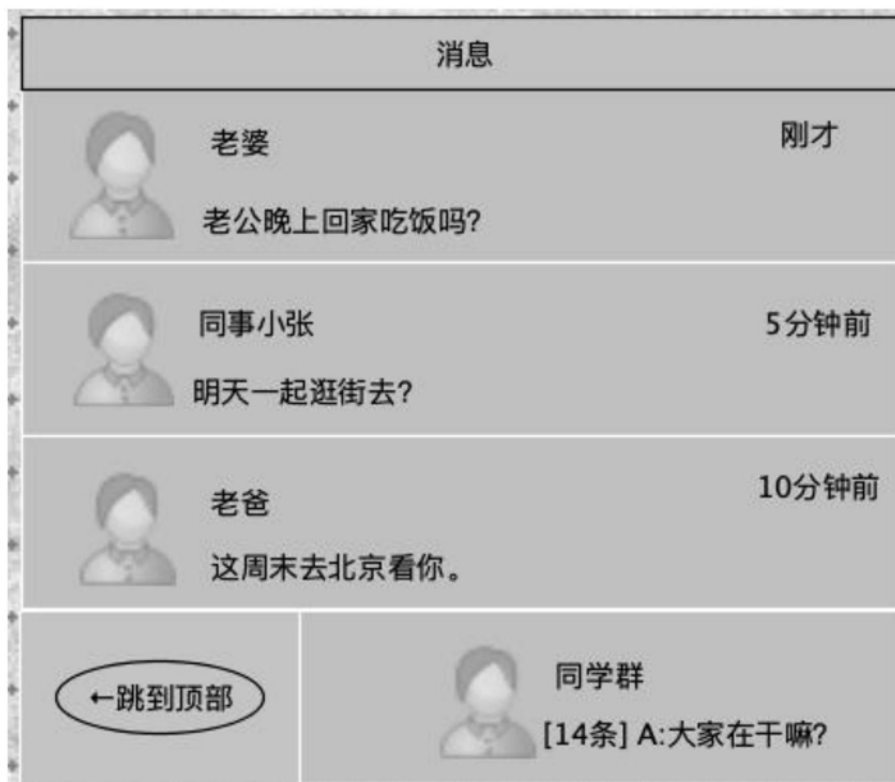 消息
老婆
刚才
老公晚上回家吃饭吗?
同事小张
5分钟前
明天一起逛街去?
老爸
10分钟前
这周末去北京看你。
←跳到顶部
同学群
[14条] A:大家在干嘛?